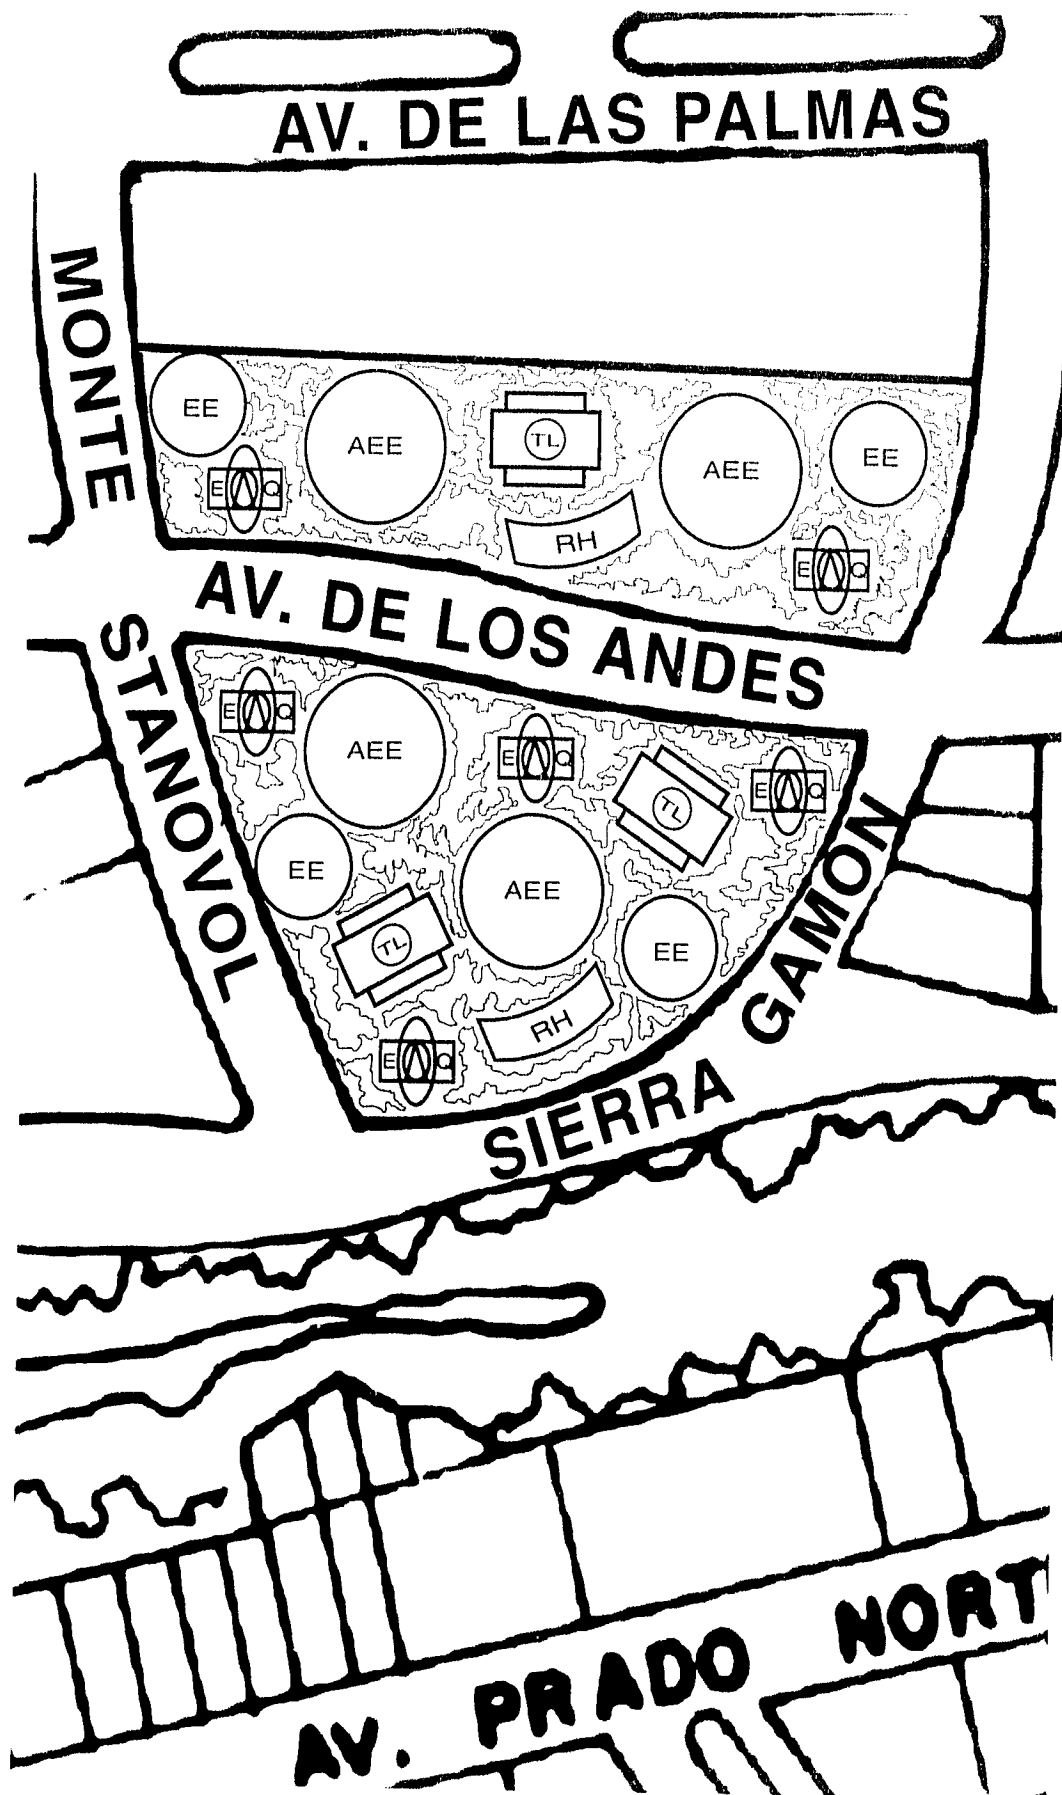 AV. DE LAS PALMAS
MONTE
EE
AEE
TL
AEE
EE
E Q
RH
E Q
AV. DE LOS ANDES
STANOVOL
E Q
AEE
E Q
TL
E Q
EE
AEE
TL
EE
RH
E Q
SIERRA GAMON
AV. PRADO NORT